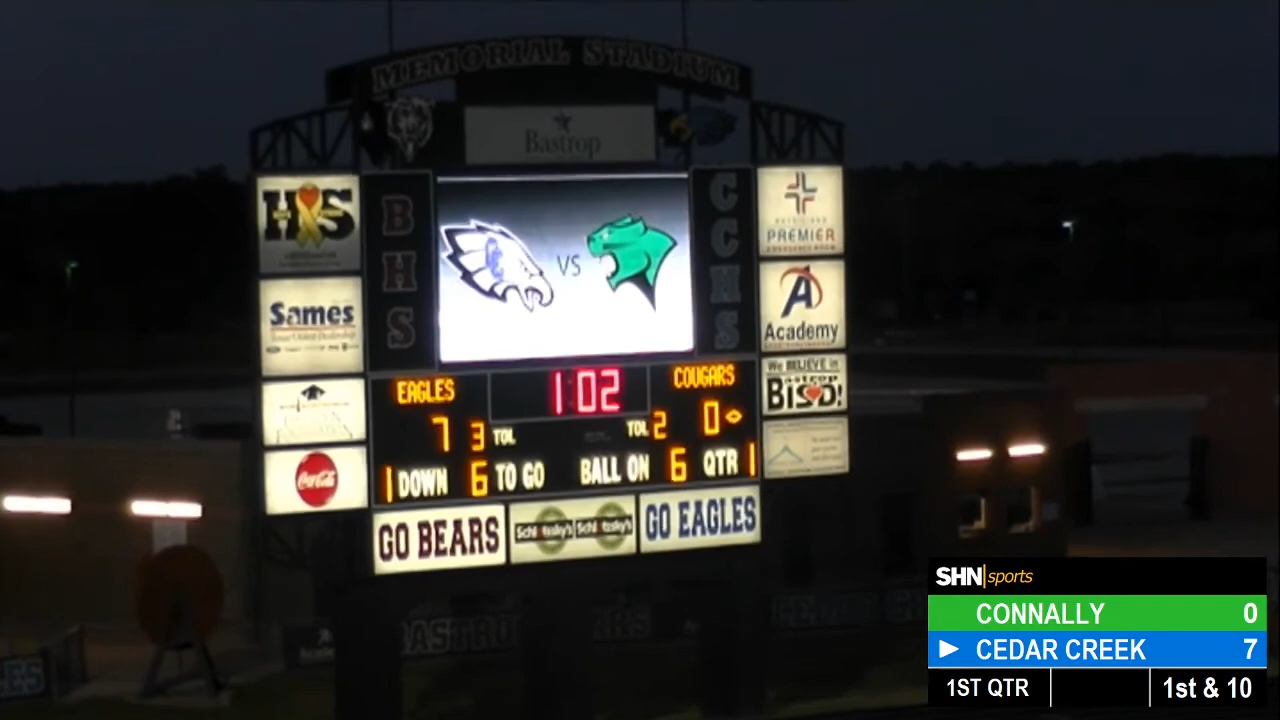 MEMORIAL STADIUM
Bastrop
HS
BHS
VS
CCHS
PREMIER
Sames
Academy
We BELIEVE in
Bastrop
BISD!
Coca-Cola
EAGLES
1:02
COUGARS
7 3 TOL
TOL 2 0
1 DOWN 6 TO GO BALL ON 6 QTR 1
GO BEARS
Schlotzsky's Schlotzsky's
GO EAGLES
SHN sports
CONNALLY 0
CEDAR CREEK 7
1ST QTR 1st & 10